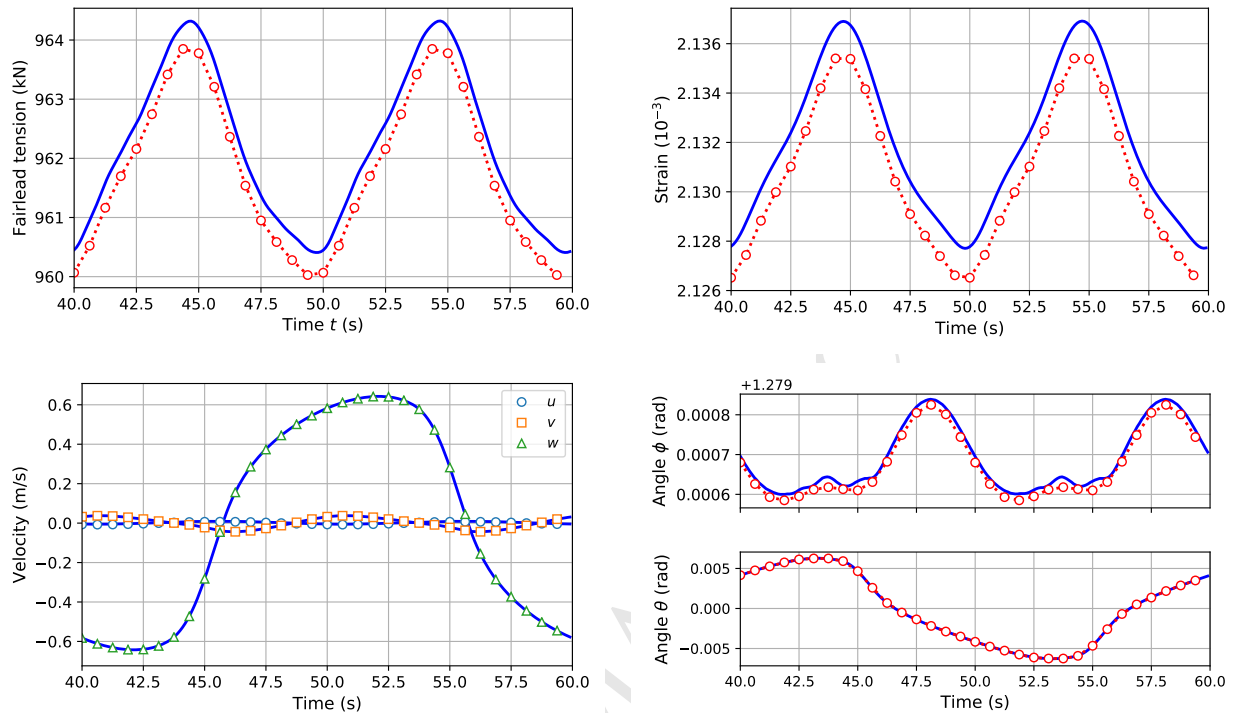 964
963
962
961
960
Fairlead tension (kN)
40.0 42.5 45.0 47.5 50.0 52.5 55.0 57.5 60.0
Time t (s)
2.136
2.134
2.132
2.130
2.128
2.126
Strain (10⁻³)
40.0 42.5 45.0 47.5 50.0 52.5 55.0 57.5 60.0
Time (s)
0.6
0.4
0.2
0.0
−0.2
−0.4
−0.6
Velocity (m/s)
u
v
w
40.0 42.5 45.0 47.5 50.0 52.5 55.0 57.5 60.0
Time (s)
+1.279
0.0008
0.0007
0.0006
Angle ϕ (rad)
0.005
0.000
−0.005
Angle θ (rad)
40.0 42.5 45.0 47.5 50.0 52.5 55.0 57.5 60.0
Time (s)